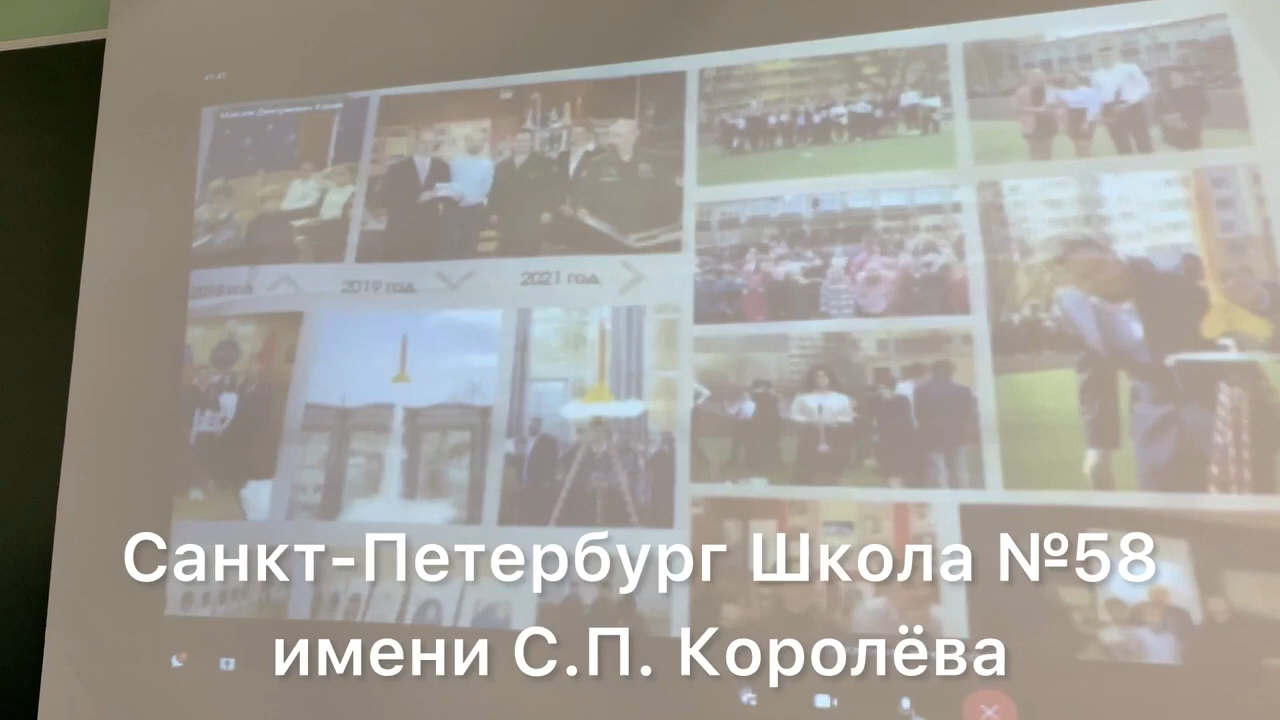 2019 год
2021 год
Санкт-Петербург Школа №58
имени С.П. Королёва